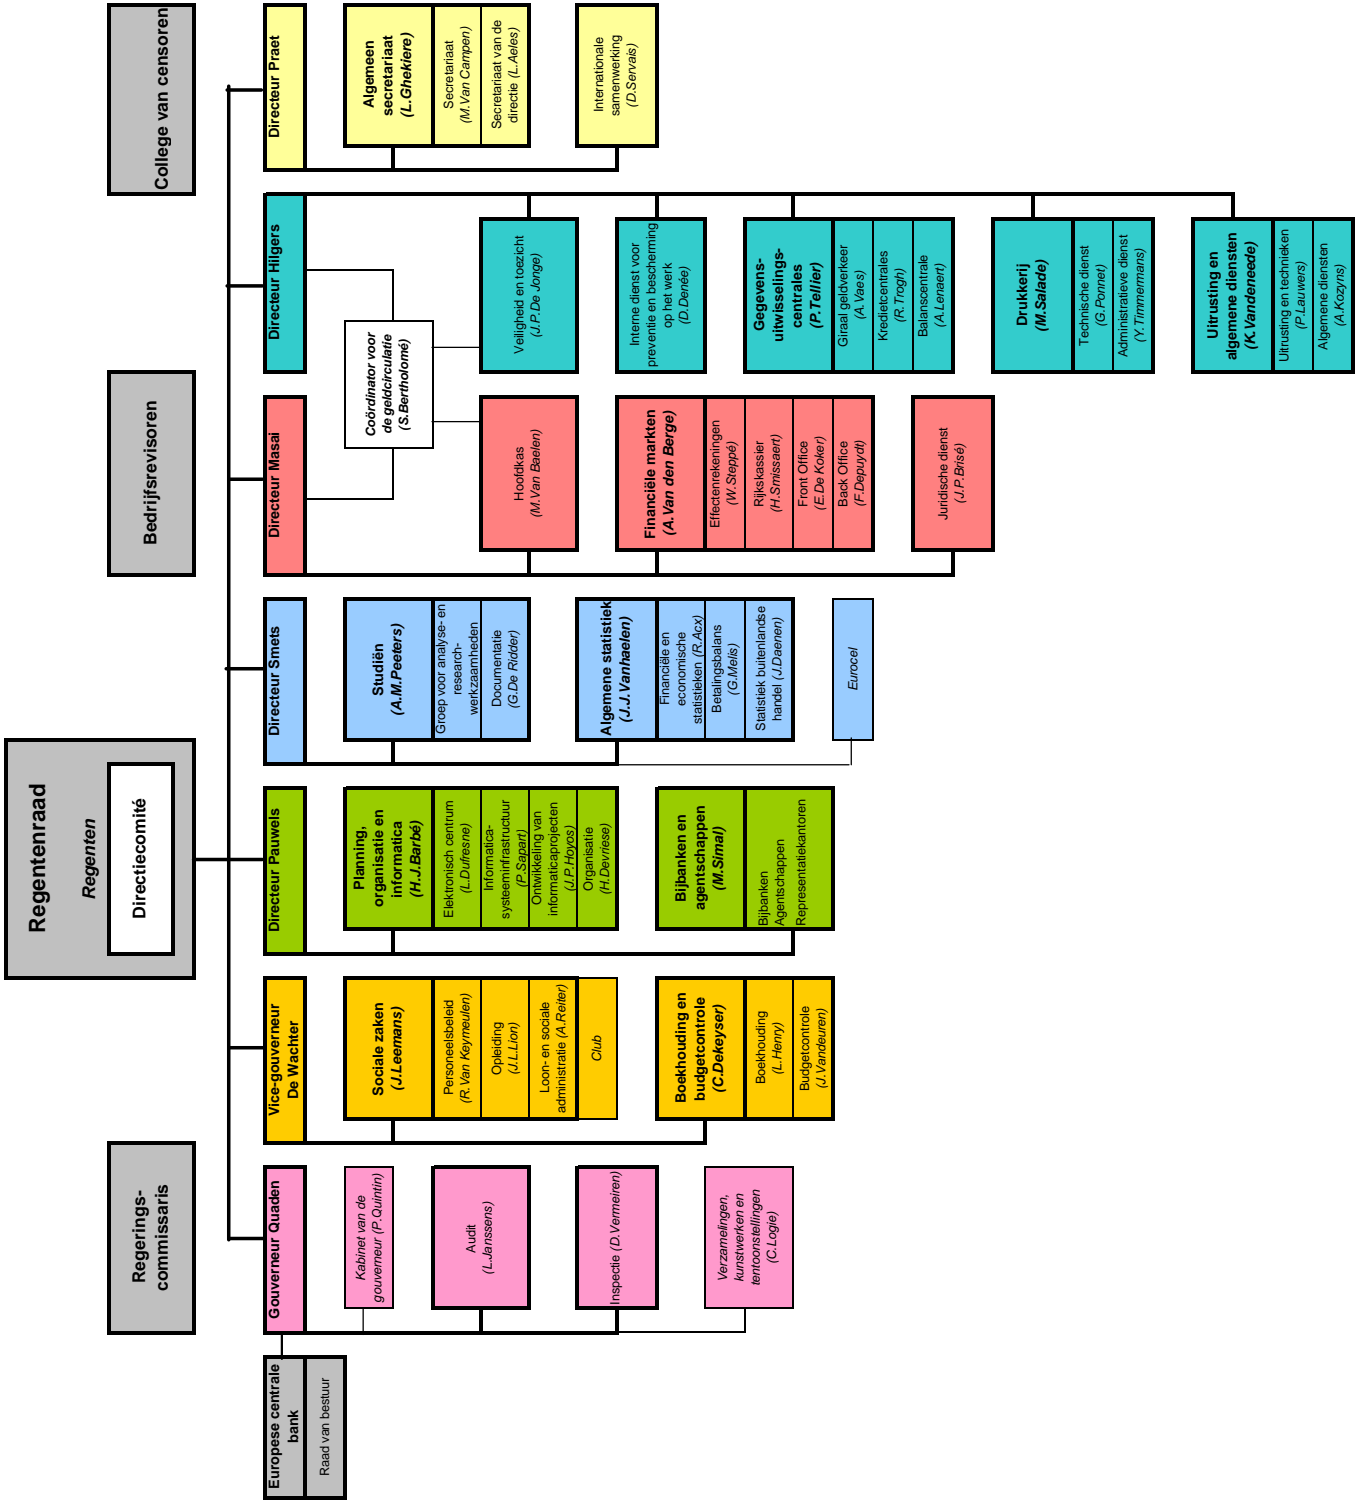 Regentenraad
Regenten
Directiecomité
Regerings-
commissaris
Bedrijfsrevisoren
College van censoren
Europese centrale
bank
Raad van bestuur
Gouverneur Quaden
Kabinet van de
gouverneur (P.Quintin)
Audit
(L.Janssens)
Inspectie (D.Vermeiren)
Verzamelingen,
kunstwerken en
tentoonstellingen
(C.Logie)
Vice-gouverneur
De Wachter
Sociale zaken
(J.Leemans)
Personeelsbeleid
(R.Van Keymeulen)
Opleiding
(J.L.Lion)
Loon- en sociale
administratie (A.Reiter)
Club
Boekhouding en
budgetcontrole
(C.Dekeyser)
Boekhouding
(L.Henry)
Budgetcontrole
(J.Vandeuren)
Directeur Pauwels
Planning,
organisatie en
informatica
(H.J.Barbé)
Elektronisch centrum
(L.Dufresne)
Informatica-
systeeminfrastructuur
(P.Sapart)
Ontwikkeling van
informaticaprojecten
(J.P.Hoyos)
Organisatie
(H.Devriese)
Bijbanken en
agentschappen
(M.Simal)
Bijbanken
Agentschappen
Representatiekantoren
Directeur Smets
Studiën
(A.M.Peeters)
Groep voor analyse- en
research-
werkzaamheden
Documentatie
(G.De Ridder)
Algemene statistiek
(J.J.Vanhaelen)
Financiële en
economische
statistieken (R.Acx)
Betalingsbalans
(G.Melis)
Statistiek buitenlandse
handel (J.Daenen)
Eurocel
Directeur Masai
Coördinator voor
de geldcirculatie
(S.Bertholomé)
Hoofdkas
(M.Van Baelen)
Financiële markten
(A.Van den Berge)
Effectenrekeningen
(W.Steppé)
Rijkskassier
(H.Smissaert)
Front Office
(E.De Koker)
Back Office
(F.Depuydt)
Juridische dienst
(J.P.Brisé)
Directeur Hilgers
Veiligheid en toezicht
(J.P.De Jonge)
Interne dienst voor
preventie en bescherming
op het werk
(D.Denée)
Gegevens-
uitwisselings-
centrales
(P.Tellier)
Giraal geldverkeer
(A.Vaes)
Kredietcentrales
(R.Trogh)
Balanscentrale
(A.Lenaert)
Drukkerij
(M.Salade)
Technische dienst
(G.Ponnet)
Administratieve dienst
(Y.Timmermans)
Uitrusting en
algemene diensten
(K.Vandeneede)
Uitrusting en technieken
(P.Lauwers)
Algemene diensten
(A.Kozyns)
Directeur Praet
Algemeen
secretariaat
(L.Ghekiere)
Secretariaat
(M.Van Campen)
Secretariaat van de
directie (L.Aeles)
Internationale
samenwerking
(D.Servais)